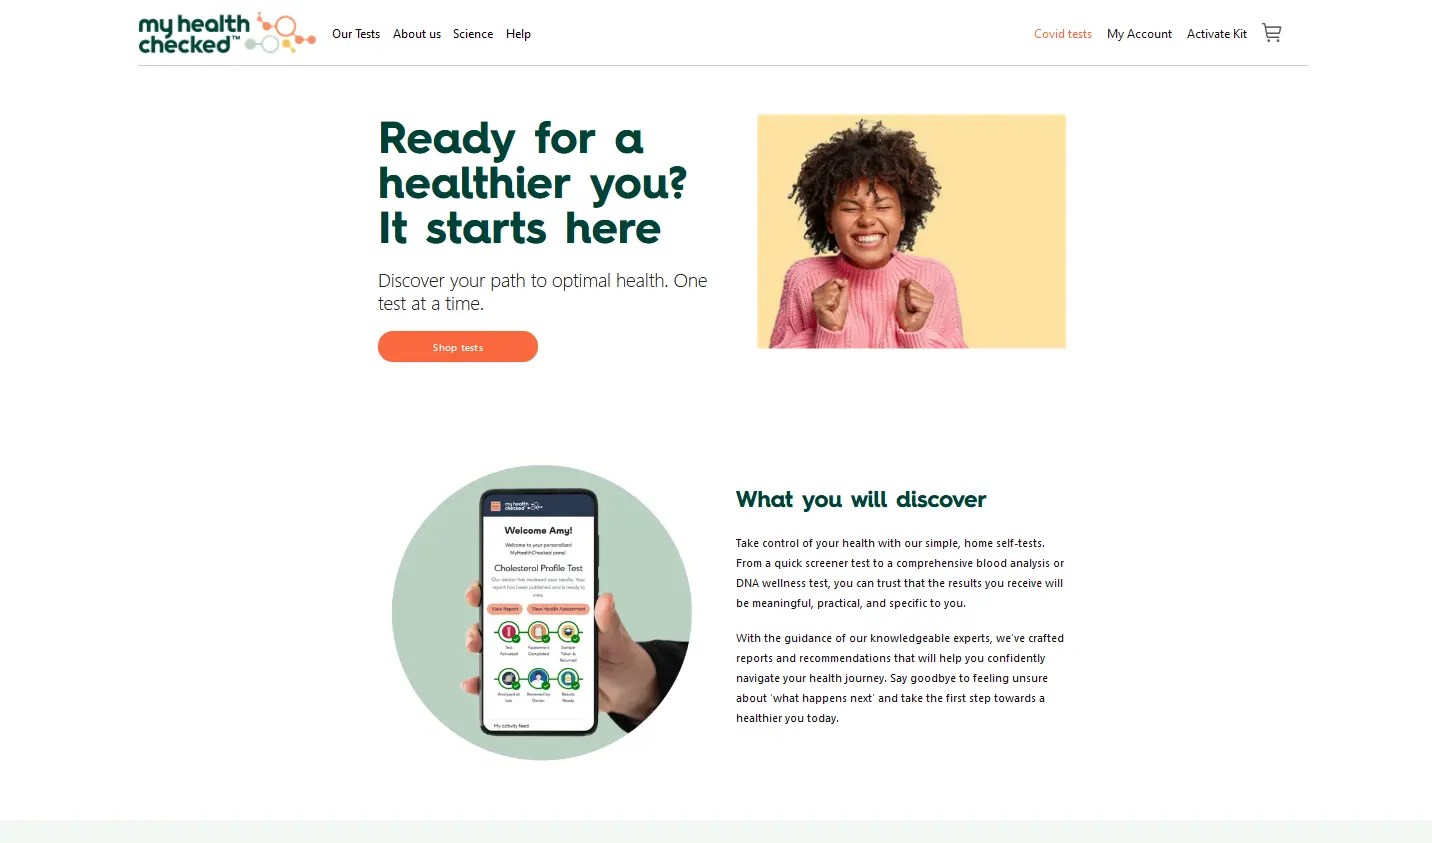 my health
checked™
Our Tests
About us
Science
Help
Covid tests
My Account
Activate Kit
Ready for a
healthier you?
It starts here
Discover your path to optimal health. One
test at a time.
Shop tests
my health
checked
Welcome Amy!
Welcome to your personalised
MyHealthChecked panel.
Cholesterol Profile Test
Our doctor has reviewed your results. Your
report has been published and is ready to
view.
View Report
View Health Assessment
Test
Activated
Assessment
Completed
Sample
Taken &
Returned
Analysed at
Lab
Reviewed by
Doctor
Results
Ready
My activity feed
What you will discover
Take control of your health with our simple, home self-tests.
From a quick screener test to a comprehensive blood analysis or
DNA wellness test, you can trust that the results you receive will
be meaningful, practical, and specific to you.
With the guidance of our knowledgeable experts, we've crafted
reports and recommendations that will help you confidently
navigate your health journey. Say goodbye to feeling unsure
about 'what happens next' and take the first step towards a
healthier you today.